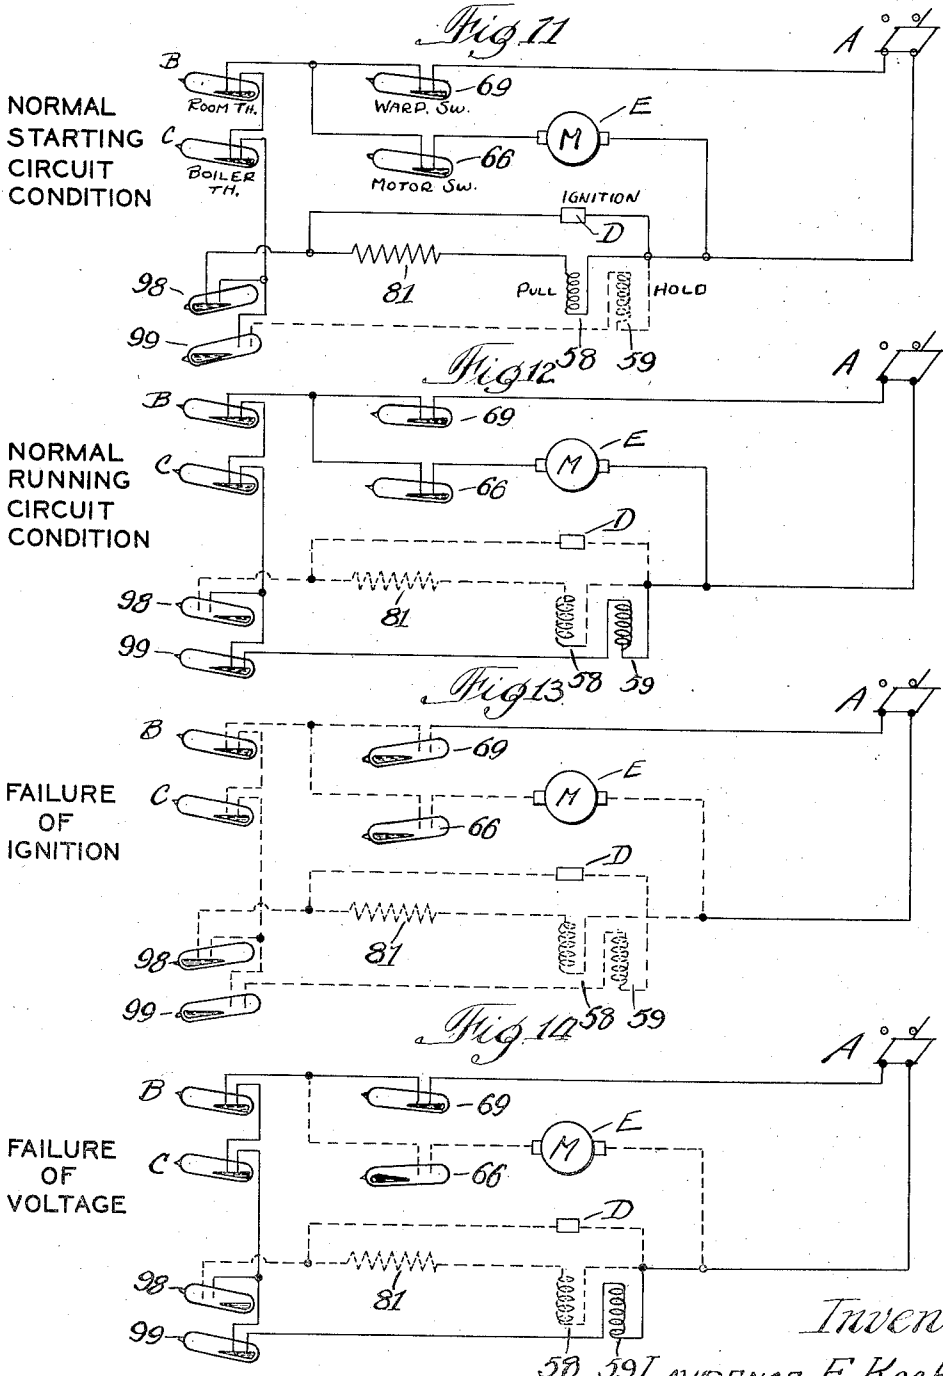 Fig 11
A
B
ROOM TH.
69
WARP. SW.
NORMAL
STARTING
CIRCUIT
CONDITION
E
M
C
BOILER
TH.
66
MOTOR SW.
IGNITION
D
98
81
PULL
HOLD
99
58
59
Fig 12
A
B
69
E
NORMAL
RUNNING
CIRCUIT
CONDITION
C
M
66
D
98
81
99
58
59
Fig 13
A
B
69
E
FAILURE
OF
IGNITION
C
M
66
D
98
81
99
58
59
Fig 14
A
B
69
E
FAILURE
OF
VOLTAGE
C
M
66
D
98
81
99
58
59
Inven